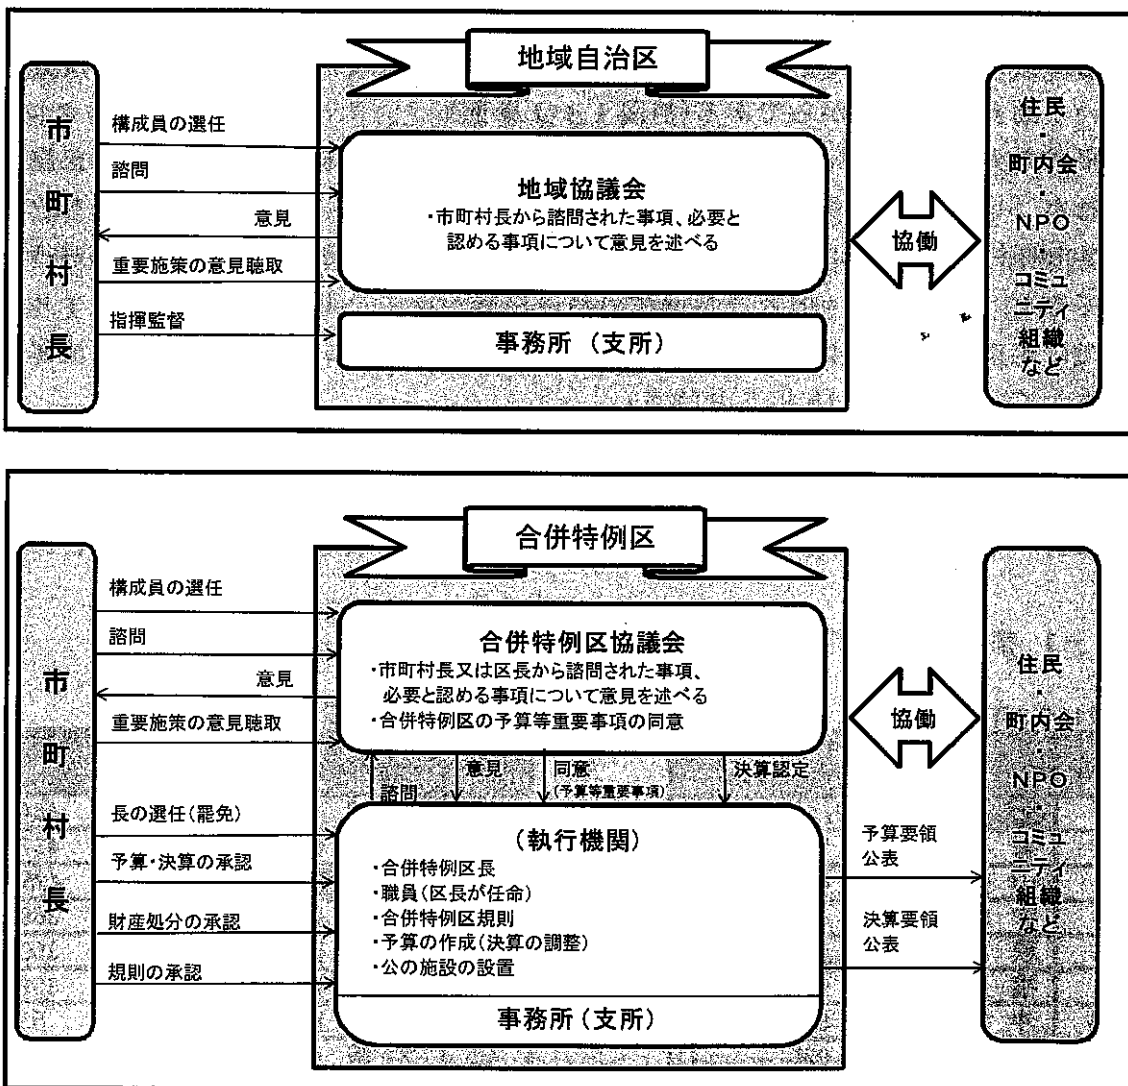 地域自治区
市町村長
構成員の選任
諮問
意見
重要施策の意見聴取
指揮監督
地域協議会
・市町村長から諮問された事項、必要と
認める事項について意見を述べる
事務所（支所）
協働
住民
・
町内会
・
NPO
・
コミュ
ニティ
組織
など
合併特例区
市町村長
構成員の選任
諮問
意見
重要施策の意見聴取
長の選任（罷免）
予算・決算の承認
財産処分の承認
規則の承認
合併特例区協議会
・市町村長又は区長から諮問された事項、
必要と認める事項について意見を述べる
・合併特例区の予算等重要事項の同意
諮問
意見
同意
（予算等重要事項）
決算認定
（執行機関）
・合併特例区長
・職員（区長が任命）
・合併特例区規則
・予算の作成（決算の調整）
・公の施設の設置
事務所（支所）
協働
予算要領
公表
決算要領
公表
住民
・
町内会
・
NPO
・
コミュ
ニティ
組織
など